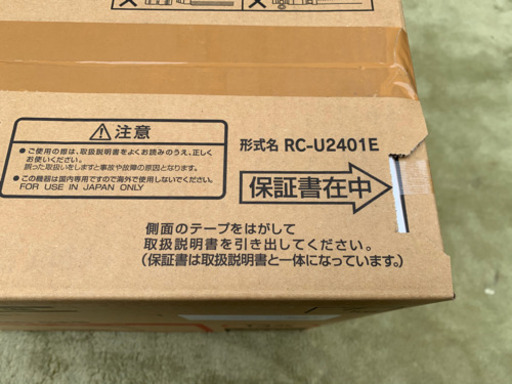 ⚠注意
● ご使用の際は、取扱説明書をよくお読みのうえ、正しく
お使いください。
誤った取扱いをしますと事故や故障の原因となります。
● この機器は国内専用ですので海外で使用しないでください。
FOR USE IN JAPAN ONLY
形式名 RC-U2401E
保証書在中
側面のテープをはがして
取扱説明書を引き出してください。
(保証書は取扱説明書と一体になっています。)